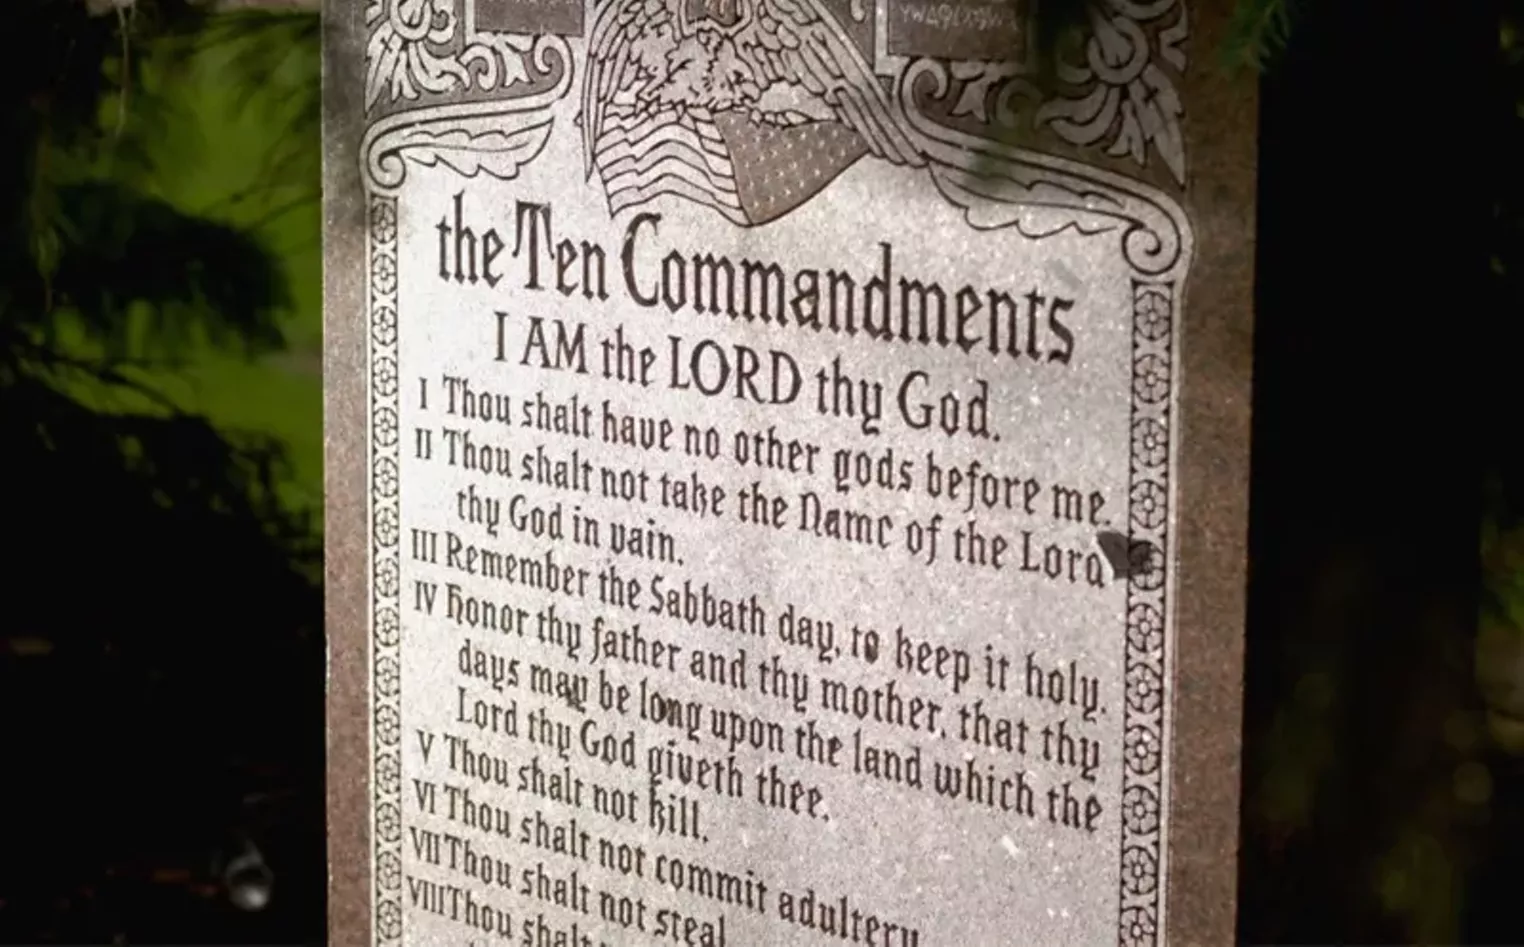 the Ten Commandments
I AM the LORD thy God.
I Thou shalt have no other gods before me.
II Thou shalt not take the Name of the Lord
thy God in vain.
III Remember the Sabbath day, to keep it holy.
IV Honor thy father and thy mother, that thy
days may be long upon the land which the
Lord thy God giveth thee.
V Thou shalt not kill.
VI Thou shalt not commit adultery
VII Thou shalt not steal
VIII Thou shalt